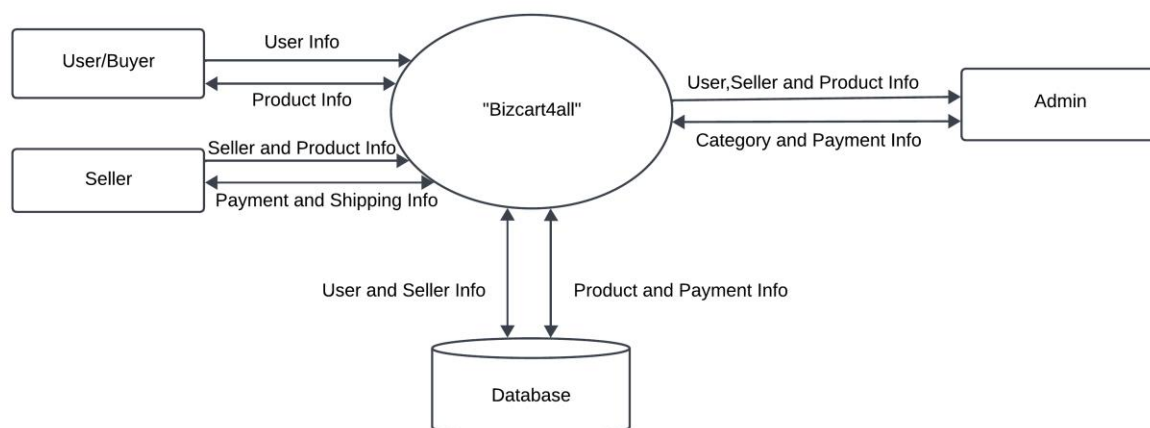 User/Buyer
User Info
Product Info
"Bizcart4all"
User,Seller and Product Info
Admin
Category and Payment Info
Seller
Seller and Product Info
Payment and Shipping Info
User and Seller Info
Product and Payment Info
Database